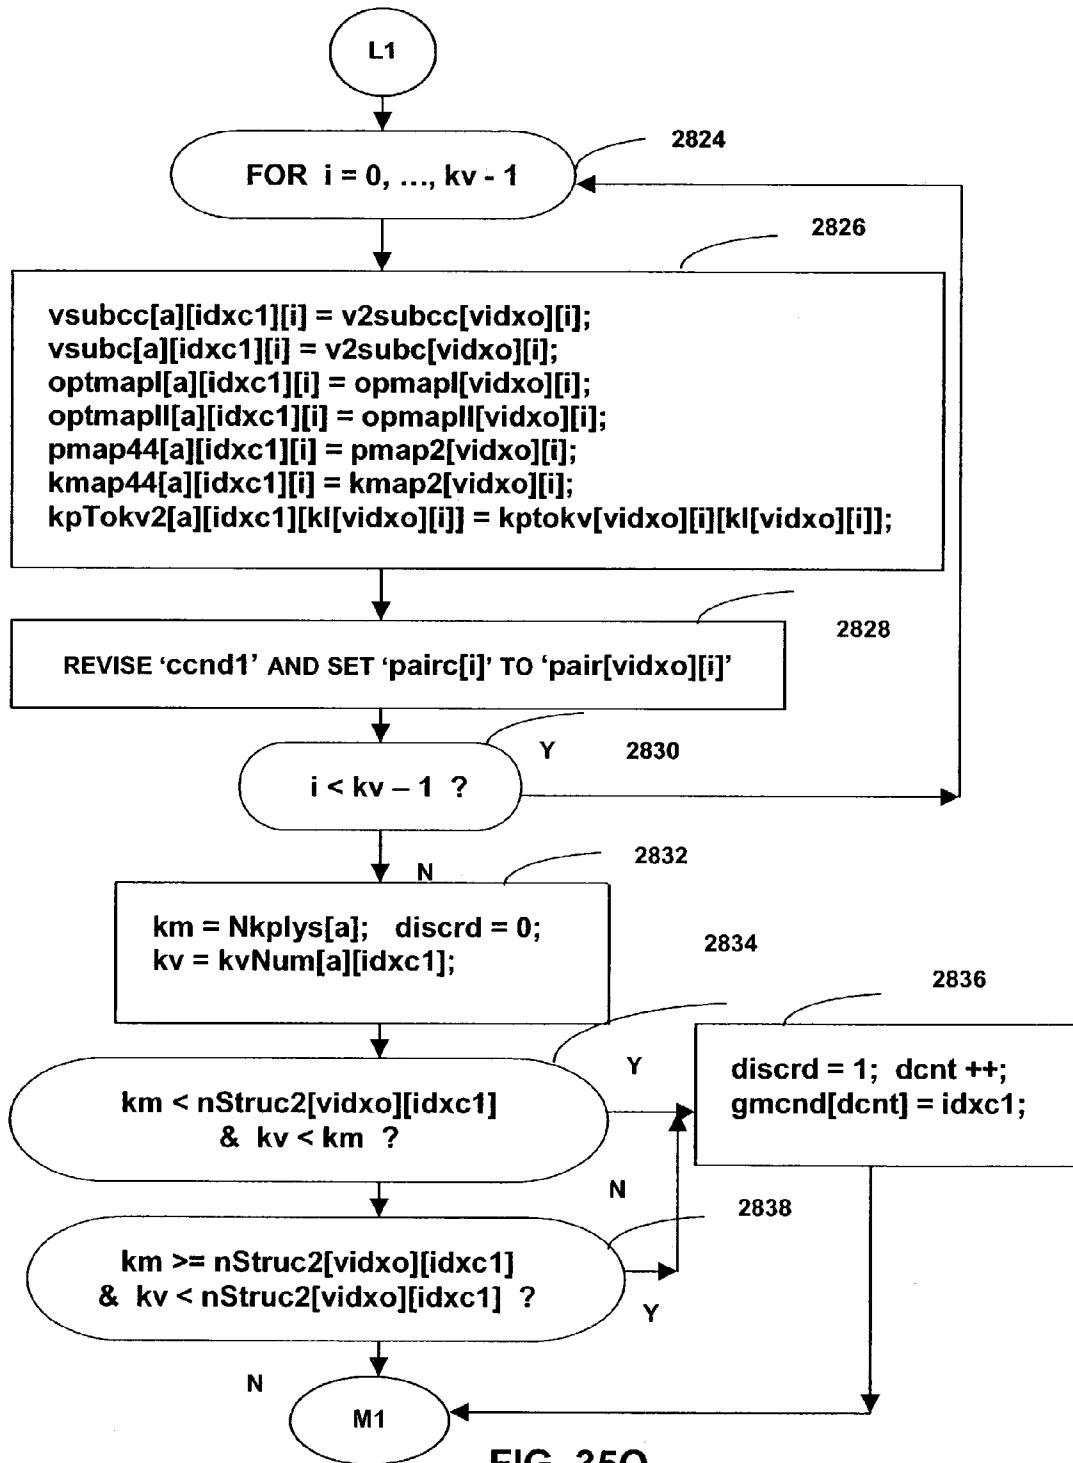 L1
2824
FOR i = 0, ..., kv - 1
2826
vsubcc[a][idxc1][i] = v2subcc[vidxo][i];
vsubc[a][idxc1][i] = v2subc[vidxo][i];
optmapI[a][idxc1][i] = opmapI[vidxo][i];
optmapII[a][idxc1][i] = opmapII[vidxo][i];
pmap44[a][idxc1][i] = pmap2[vidxo][i];
kmap44[a][idxc1][i] = kmap2[vidxo][i];
kpTokv2[a][idxc1][kl[vidxo][i]] = kptokv[vidxo][i][kl[vidxo][i]];
2828
REVISE ‘ccnd1’ AND SET ‘pairc[i]’ TO ‘pair[vidxo][i]’
Y 2830
i < kv – 1 ?
N
2832
km = Nkplys[a]; discrd = 0;
kv = kvNum[a][idxc1];
2834
2836
km < nStruc2[vidxo][idxc1]
& kv < km ?
Y
discrd = 1; dcnt ++;
gmcnd[dcnt] = idxc1;
N
2838
km >= nStruc2[vidxo][idxc1]
& kv < nStruc2[vidxo][idxc1] ?
Y
N
M1